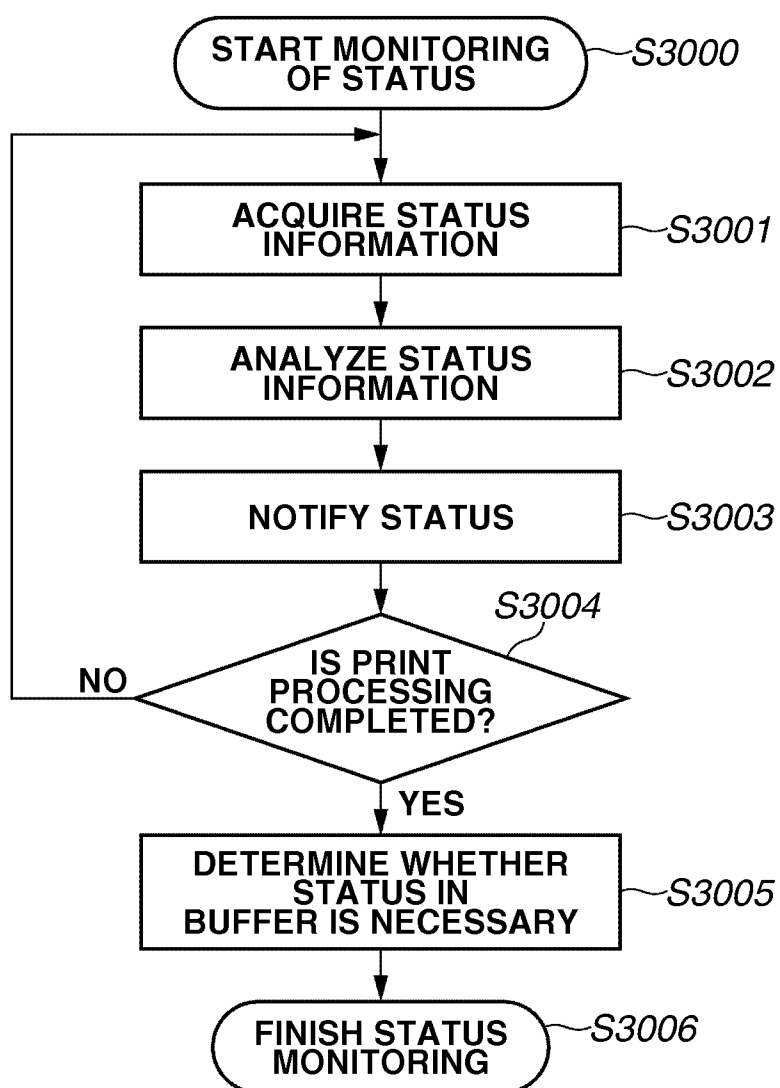 START MONITORING
OF STATUS
S3000
ACQUIRE STATUS
INFORMATION
S3001
ANALYZE STATUS
INFORMATION
S3002
NOTIFY STATUS
S3003
S3004
IS PRINT
PROCESSING
COMPLETED?
NO
YES
DETERMINE WHETHER
STATUS IN
BUFFER IS NECESSARY
S3005
FINISH STATUS
MONITORING
S3006